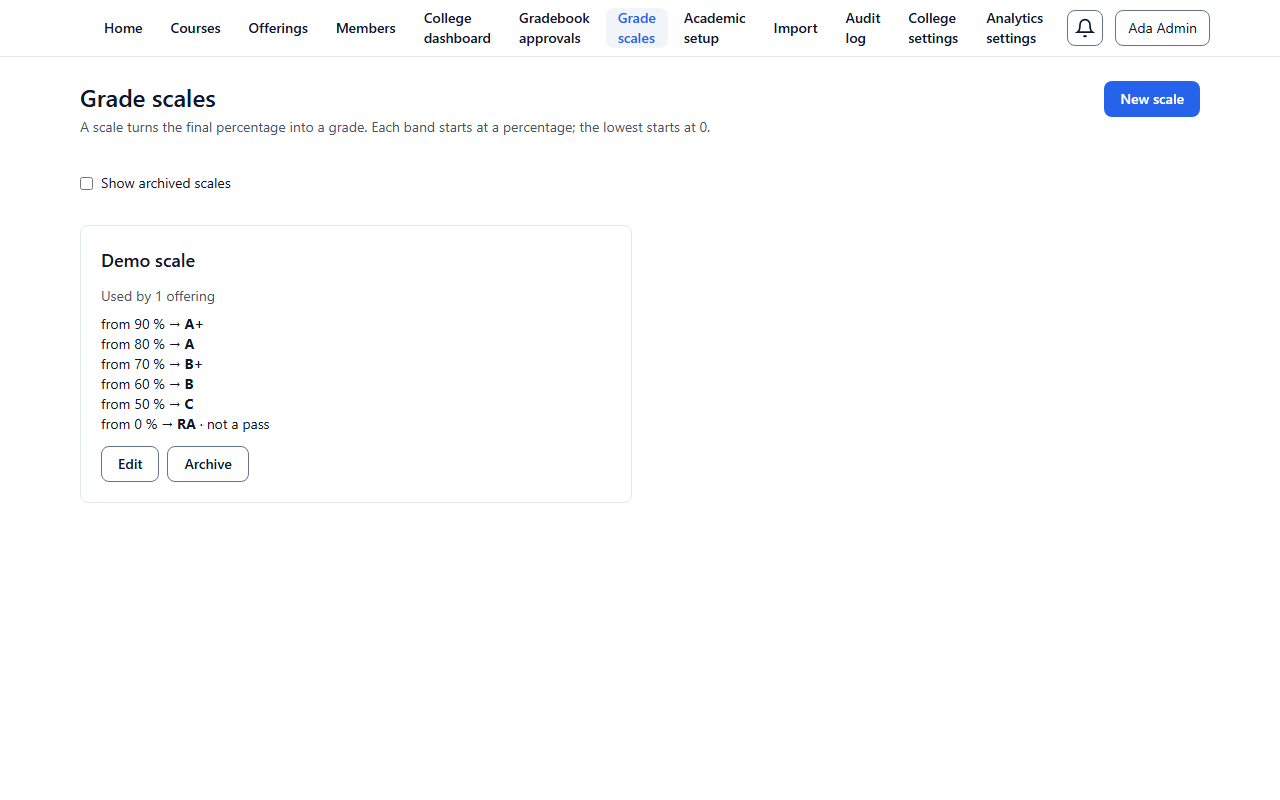 Home
Courses
Offerings
Members
College dashboard
Gradebook approvals
Grade scales
Academic setup
Import
Audit log
College settings
Analytics settings
Ada Admin
Grade scales
New scale
A scale turns the final percentage into a grade. Each band starts at a percentage; the lowest starts at 0.
Show archived scales
Demo scale
Used by 1 offering
from 90 % → A+
from 80 % → A
from 70 % → B+
from 60 % → B
from 50 % → C
from 0 % → RA · not a pass
Edit
Archive